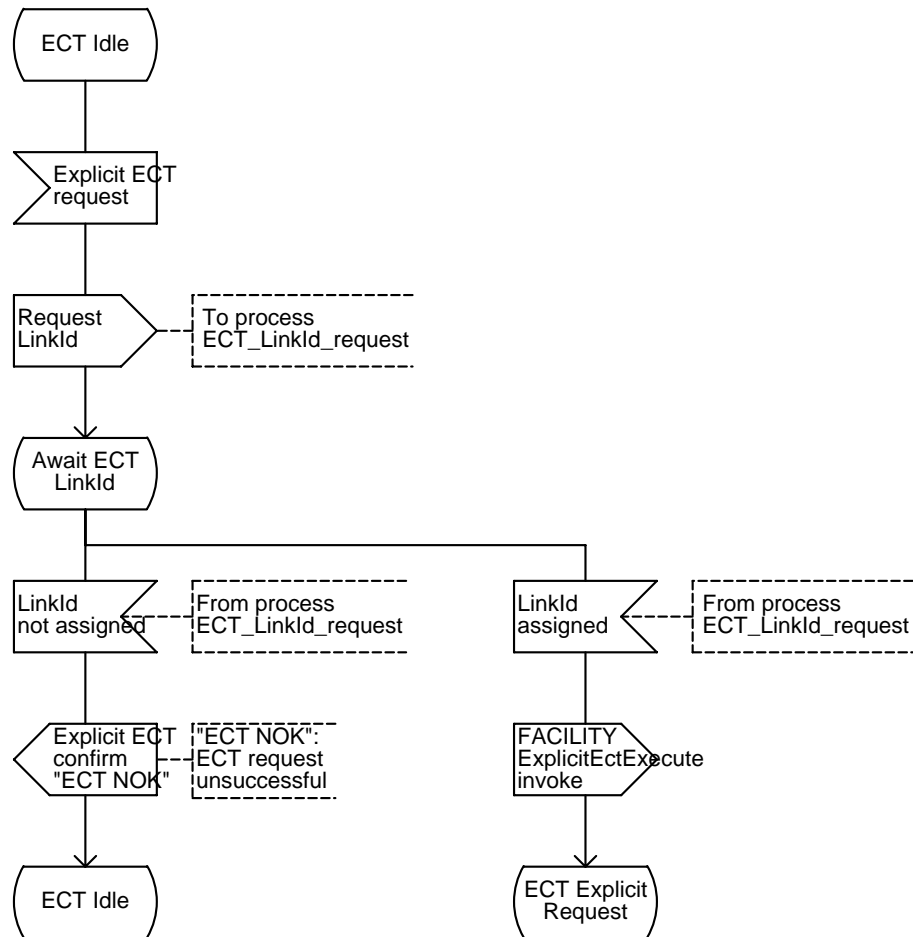 ECT Idle
Explicit ECT
request
Request
LinkId
To process
ECT_LinkId_request
Await ECT
LinkId
LinkId
not assigned
From process
ECT_LinkId_request
LinkId
assigned
From process
ECT_LinkId_request
Explicit ECT
confirm
"ECT NOK"
"ECT NOK":
ECT request
unsuccessful
FACILITY
ExplicitEctExecute
invoke
ECT Idle
ECT Explicit
Request